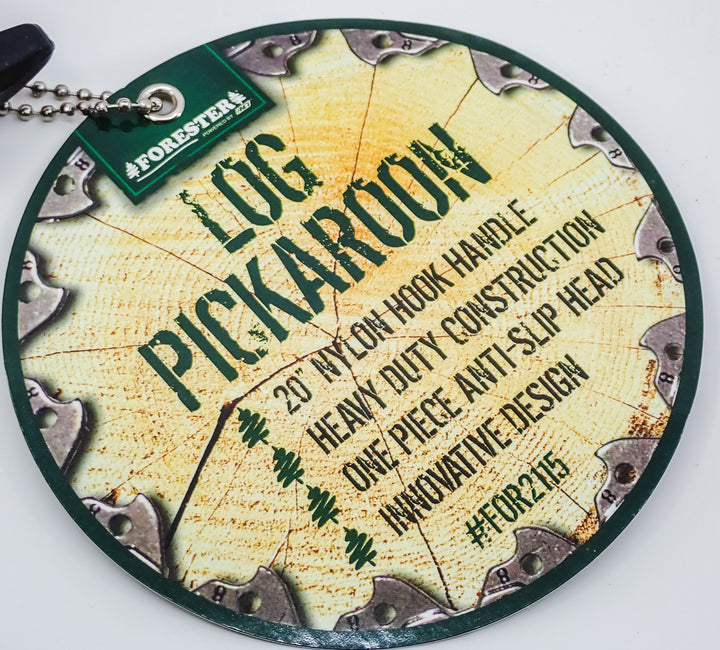 FORESTER
POWERED BY
LOG
PICKAROON
20" NYLON HOOK HANDLE
HEAVY DUTY CONSTRUCTION
ONE PIECE ANTI-SLIP HEAD
INNOVATIVE DESIGN
#FOR2115